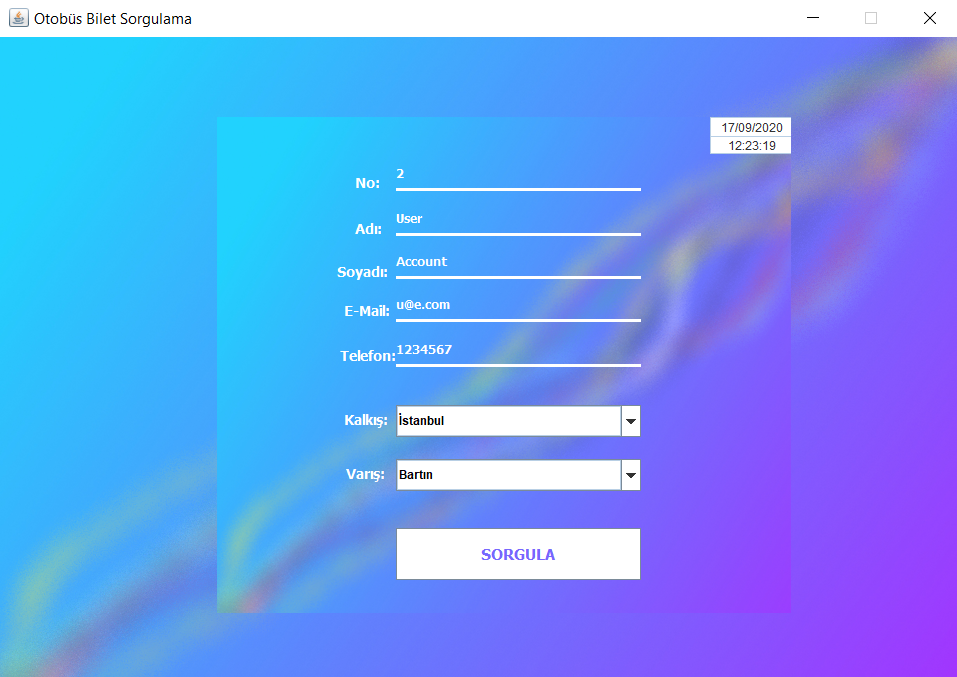 Otobüs Bilet Sorgulama
17/09/2020
12:23:19
No: 2
Adı: User
Soyadı: Account
E-Mail: u@e.com
Telefon: 1234567
Kalkış: İstanbul
Varış: Bartın
SORGULA